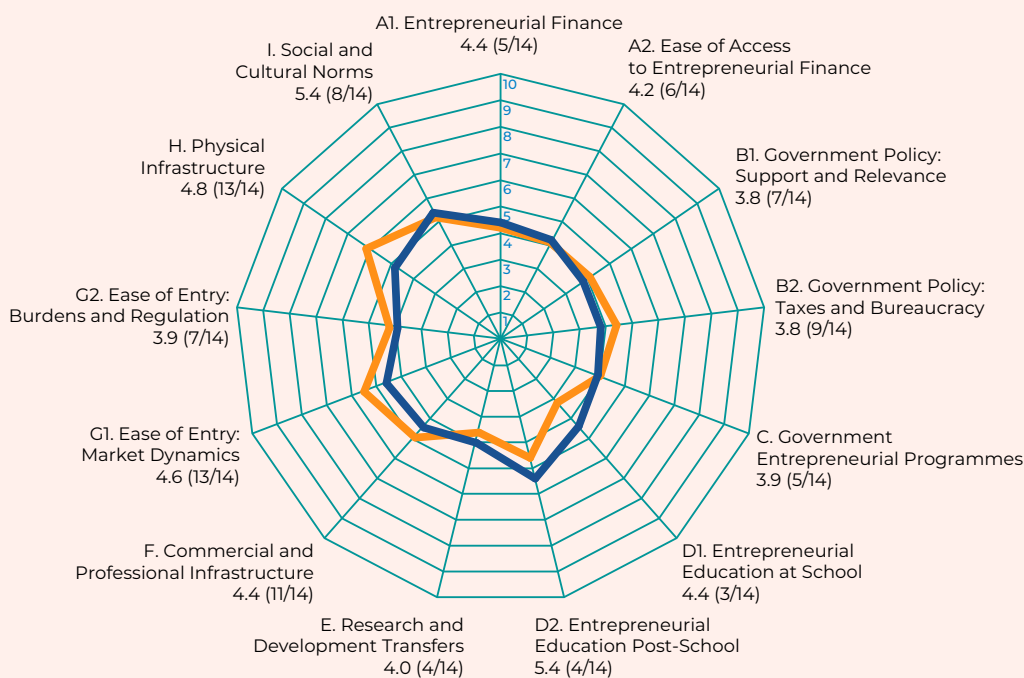 A1. Entrepreneurial Finance
4.4 (5/14)
A2. Ease of Access
to Entrepreneurial Finance
4.2 (6/14)
B1. Government Policy:
Support and Relevance
3.8 (7/14)
B2. Government Policy:
Taxes and Bureaucracy
3.8 (9/14)
C. Government
Entrepreneurial Programmes
3.9 (5/14)
D1. Entrepreneurial
Education at School
4.4 (3/14)
D2. Entrepreneurial
Education Post-School
5.4 (4/14)
E. Research and
Development Transfers
4.0 (4/14)
F. Commercial and
Professional Infrastructure
4.4 (11/14)
G1. Ease of Entry:
Market Dynamics
4.6 (13/14)
G2. Ease of Entry:
Burdens and Regulation
3.9 (7/14)
H. Physical
Infrastructure
4.8 (13/14)
I. Social and
Cultural Norms
5.4 (8/14)
10
9
8
7
6
5
4
3
2
1